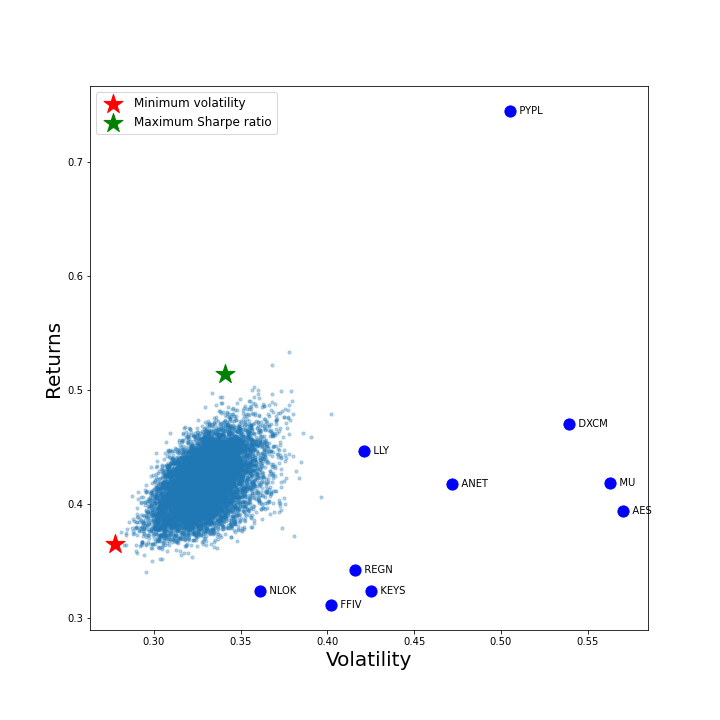 Minimum volatility
Maximum Sharpe ratio
PYPL
0.7
0.6
0.5
DXCM
LLY
ANET
MU
0.4
AES
REGN
NLOK
KEYS
FFIV
0.3
0.30 0.35 0.40 0.45 0.50 0.55
Volatility
Returns